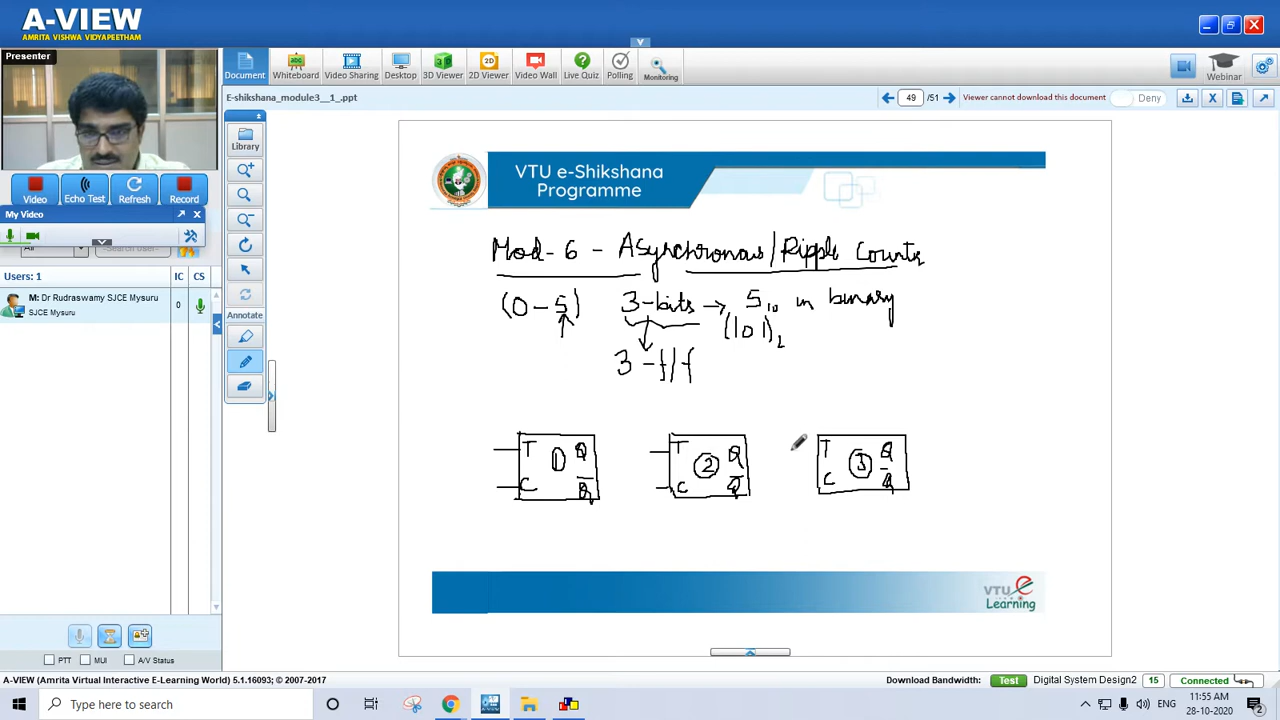 A-VIEW
AMRITA VISHWA VIDYAPEETHAM
Presenter
Document
Whiteboard
Video Sharing
Desktop
3D Viewer
2D Viewer
Video Wall
Live Quiz
Polling
Monitoring
Webinar
E-shikshana_module3__1_.ppt
49 /51
Viewer cannot download this document
Deny
Video
Echo Test
Refresh
Record
My Video
All
Users: 1
IC
CS
M: Dr Rudraswamy SJCE Mysuru
SJCE Mysuru
0
Library
Annotate
VTU e-Shikshana
Programme
Mod-6 - Asynchronous/Ripple Counter
(0-5) 3-bits → 5₁₀ in binary
(101)₂
3-f/f
T 1 Q
C Q̅
T 2 Q
C Q̅
T 3 Q
C Q̅
VTU e
Learning
PTT
MUI
A/V Status
A-VIEW (Amrita Virtual Interactive E-Learning World) 5.1.16093; © 2007-2017
Download Bandwidth:
Test
Digital System Design2
15
Connected
Type here to search
ENG
11:55 AM
28-10-2020
2